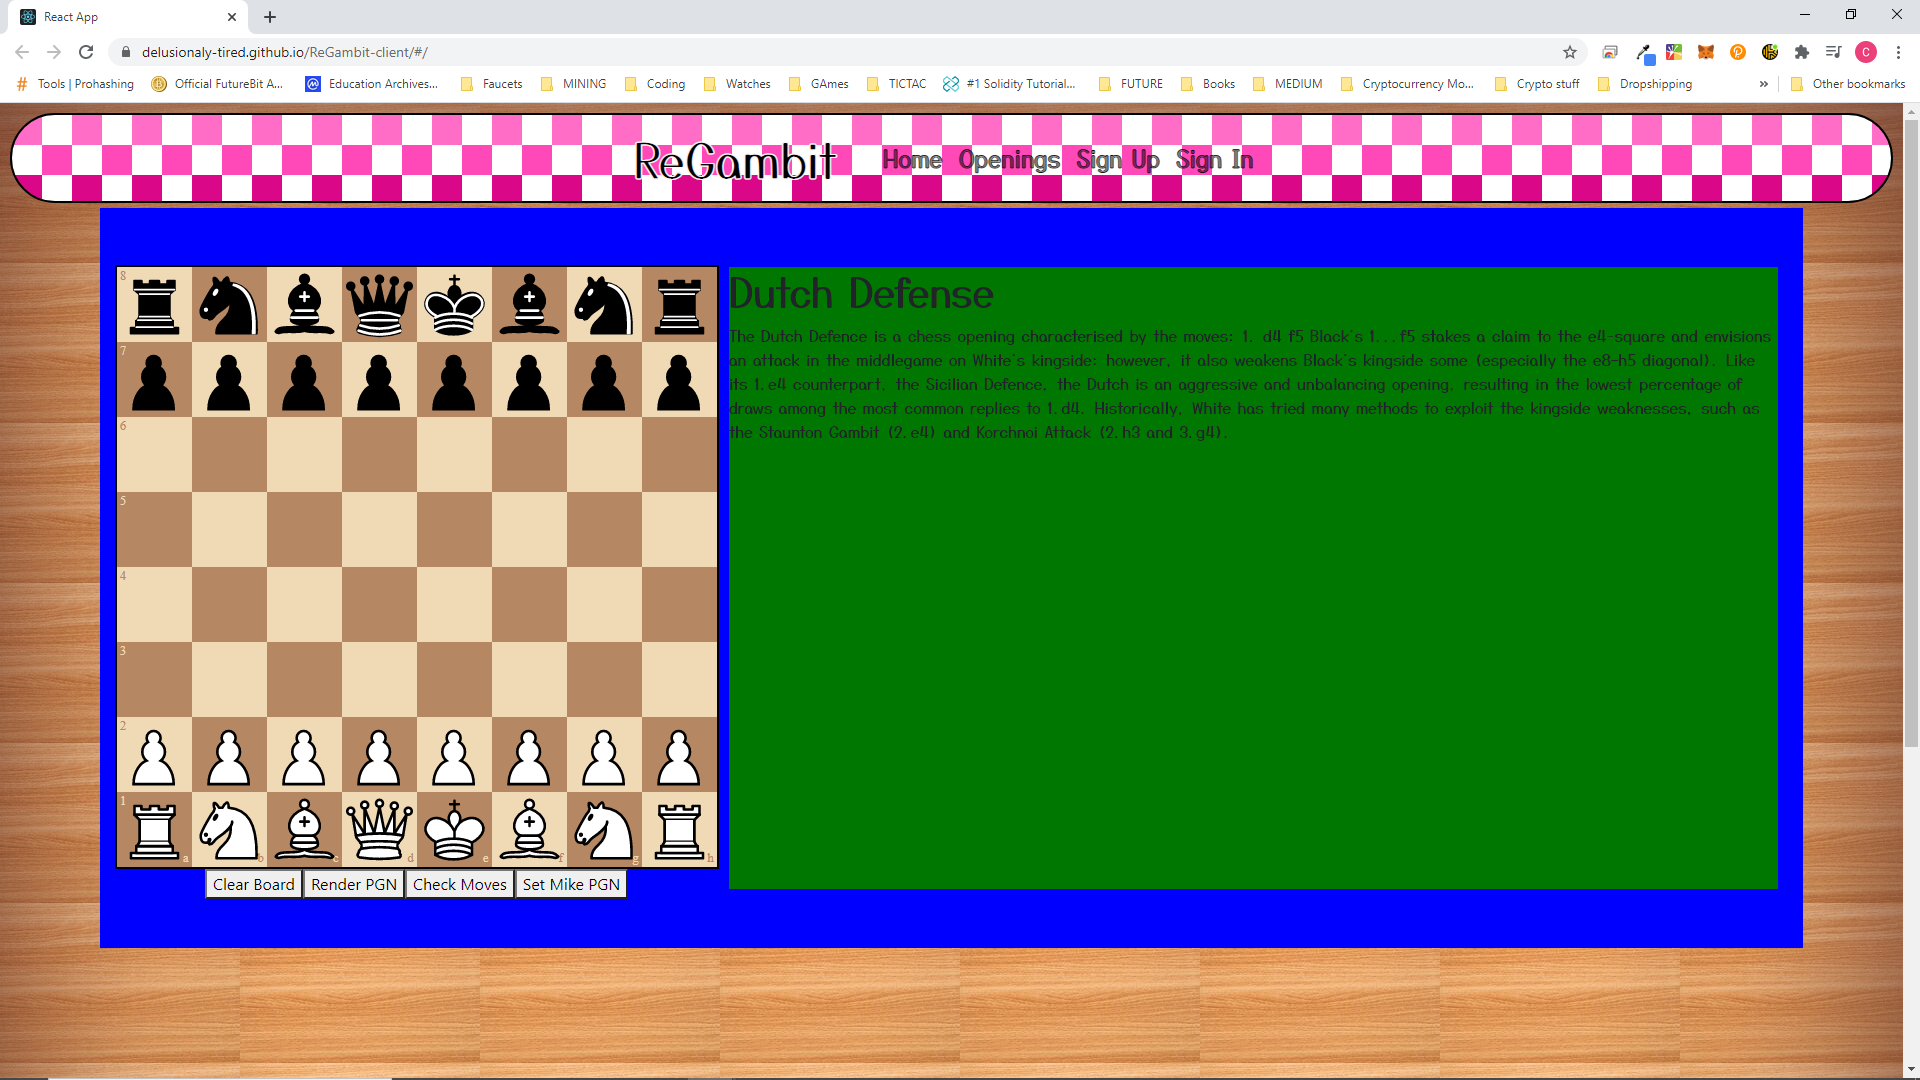 React App
delusionaly-tired.github.io/ReGambit-client/#/
Tools | Prohashing Official FutureBit A... Education Archives... Faucets MINING Coding Watches GAmes TICTAC #1 Solidity Tutorial... FUTURE Books MEDIUM Cryptocurrency Mo... Crypto stuff Dropshipping » Other bookmarks
C
ReGambit Home Openings Sign Up Sign In
8
7
6
5
4
3
2
1
a b c d e f g h
Clear Board Render PGN Check Moves Set Mike PGN
Dutch Defense
The Dutch Defence is a chess opening characterised by the moves: 1. d4 f5 Black's 1...f5 stakes a claim to the e4-square and envisions
an attack in the middlegame on White's kingside; however, it also weakens Black's kingside some (especially the e8-h5 diagonal). Like
its 1.e4 counterpart, the Sicilian Defence, the Dutch is an aggressive and unbalancing opening, resulting in the lowest percentage of
draws among the most common replies to 1.d4. Historically, White has tried many methods to exploit the kingside weaknesses, such as
the Staunton Gambit (2.e4) and Korchnoi Attack (2.h3 and 3.g4).